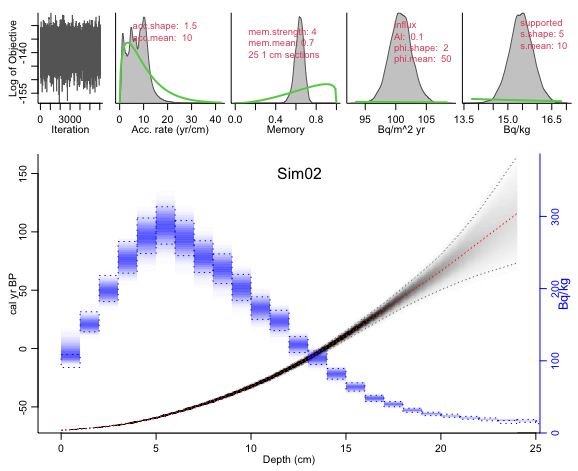 Log of Objective
-140
-155
0
3000
Iteration
acc.shape: 1.5
acc.mean: 10
0
10
20
30
40
Acc. rate (yr/cm)
mem.strength: 4
mem.mean: 0.7
25 1 cm sections
0.0
0.4
0.8
Memory
influx
Al: 0.1
phi.shape: 2
phi.mean: 50
95
100
105
Bq/m^2 yr
supported
s.shape: 5
s.mean: 10
13.5
15.0
16.5
Bq/kg
Sim02
cal yr BP
150
100
50
0
-50
0
5
10
15
20
25
Depth (cm)
300
200
100
0
Bq/kg